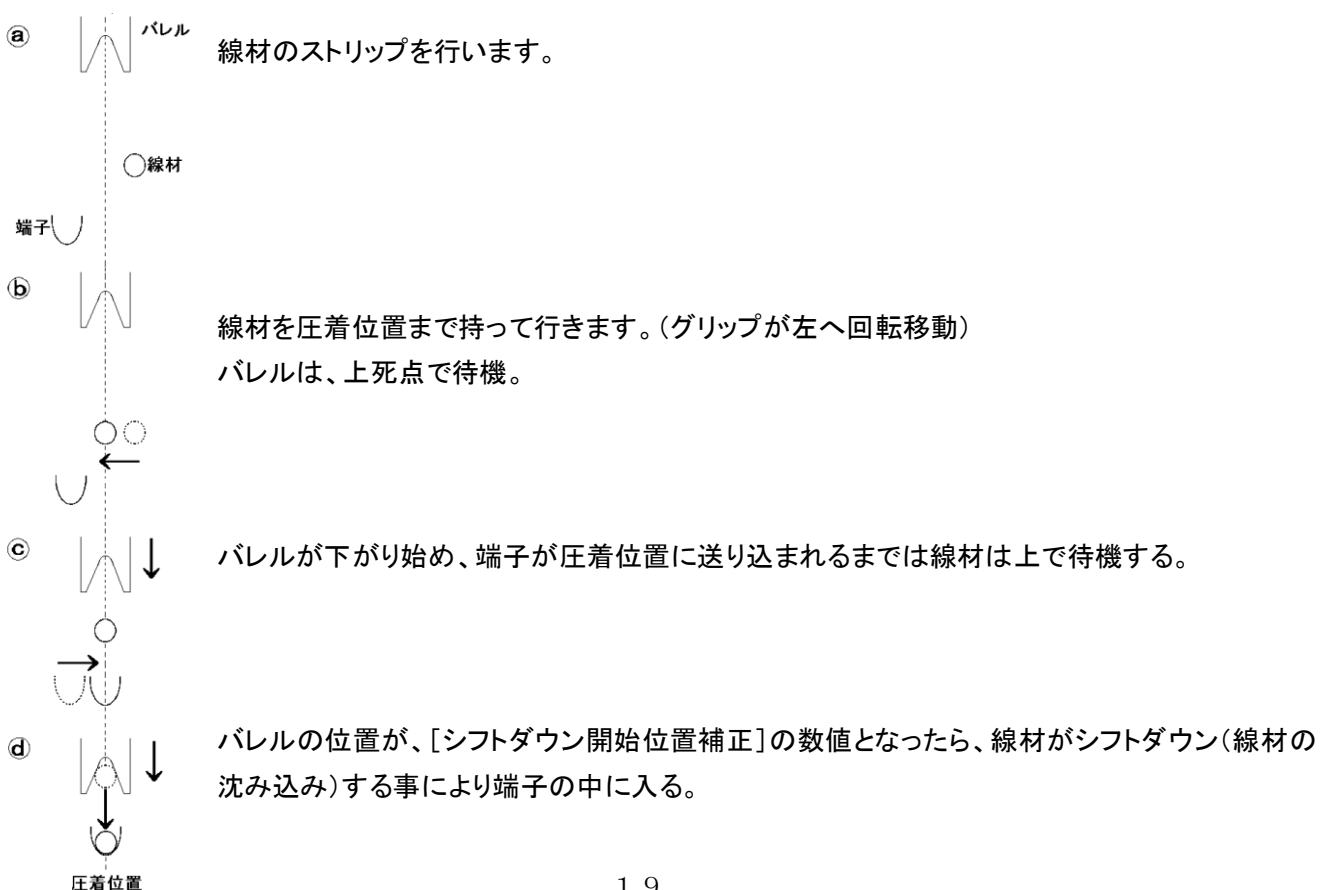 ⓐ バレル 線材のストリップを行います。
線材
端子
ⓑ
線材を圧着位置まで持って行きます。(グリップが左へ回転移動)
バレルは、上死点で待機。
ⓒ バレルが下がり始め、端子が圧着位置に送り込まれるまでは線材は上で待機する。
ⓓ バレルの位置が、[シフトダウン開始位置補正]の数値となったら、線材がシフトダウン(線材の
沈み込み)する事により端子の中に入る。
圧着位置
19